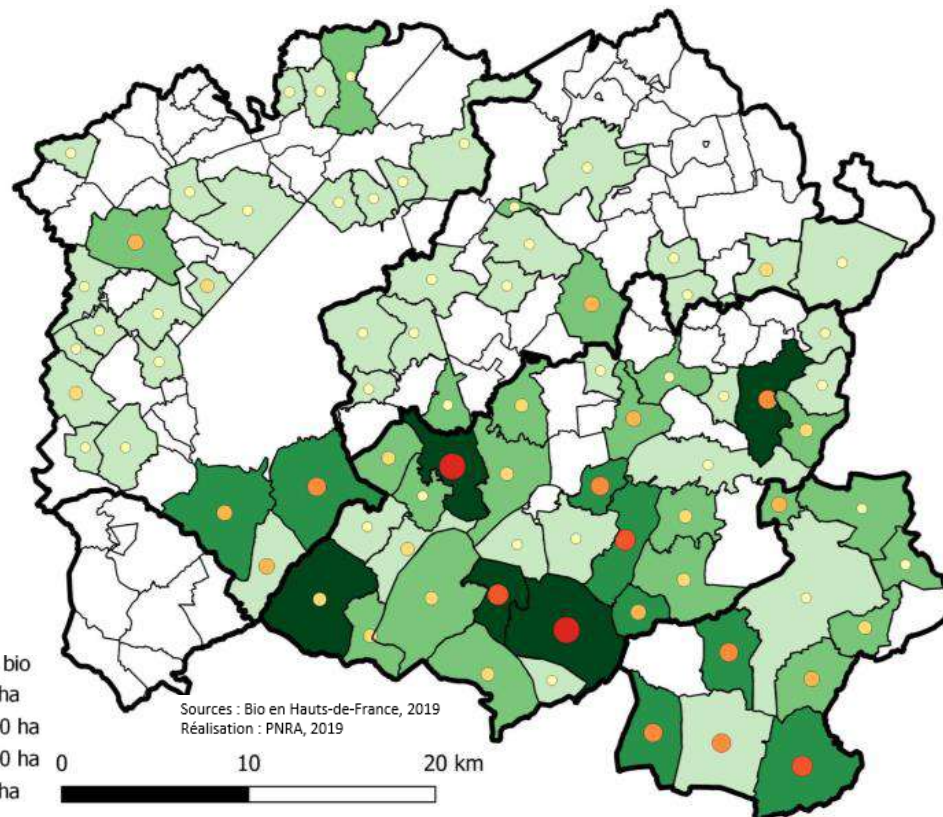 bio
ha
0 ha
0 ha
ha
Sources : Bio en Hauts-de-France, 2019
Réalisation : PNRA, 2019
0 10 20 km